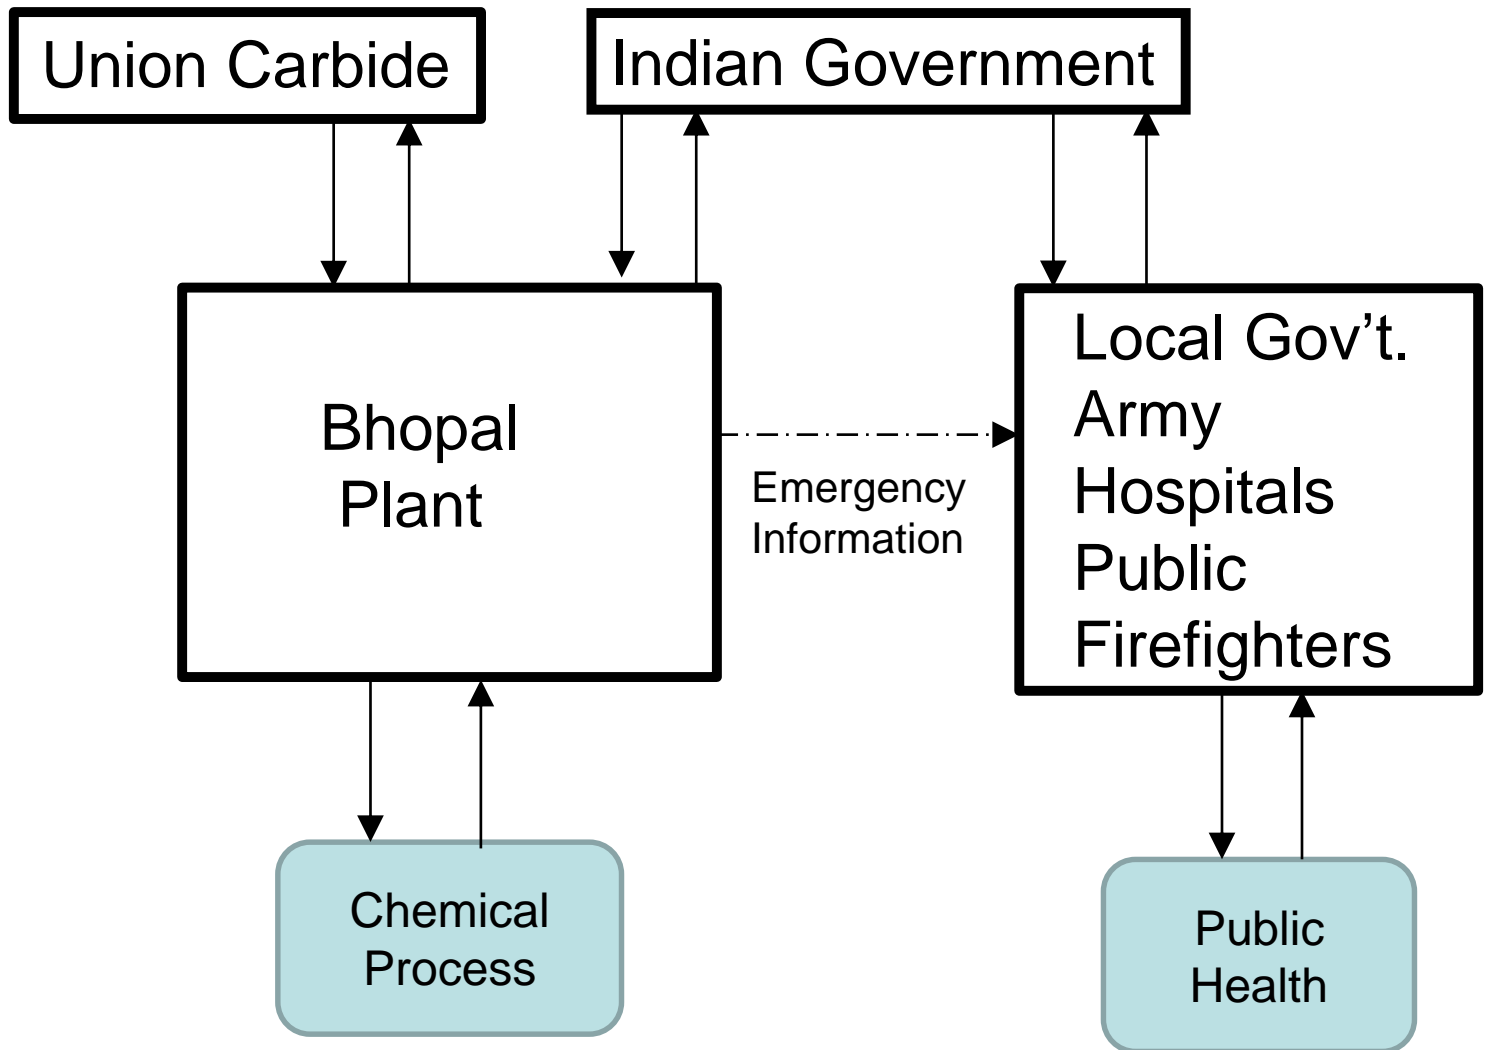 Union Carbide
Indian Government
Bhopal
Plant
Emergency
Information
Local Gov’t.
Army
Hospitals
Public
Firefighters
Chemical
Process
Public
Health